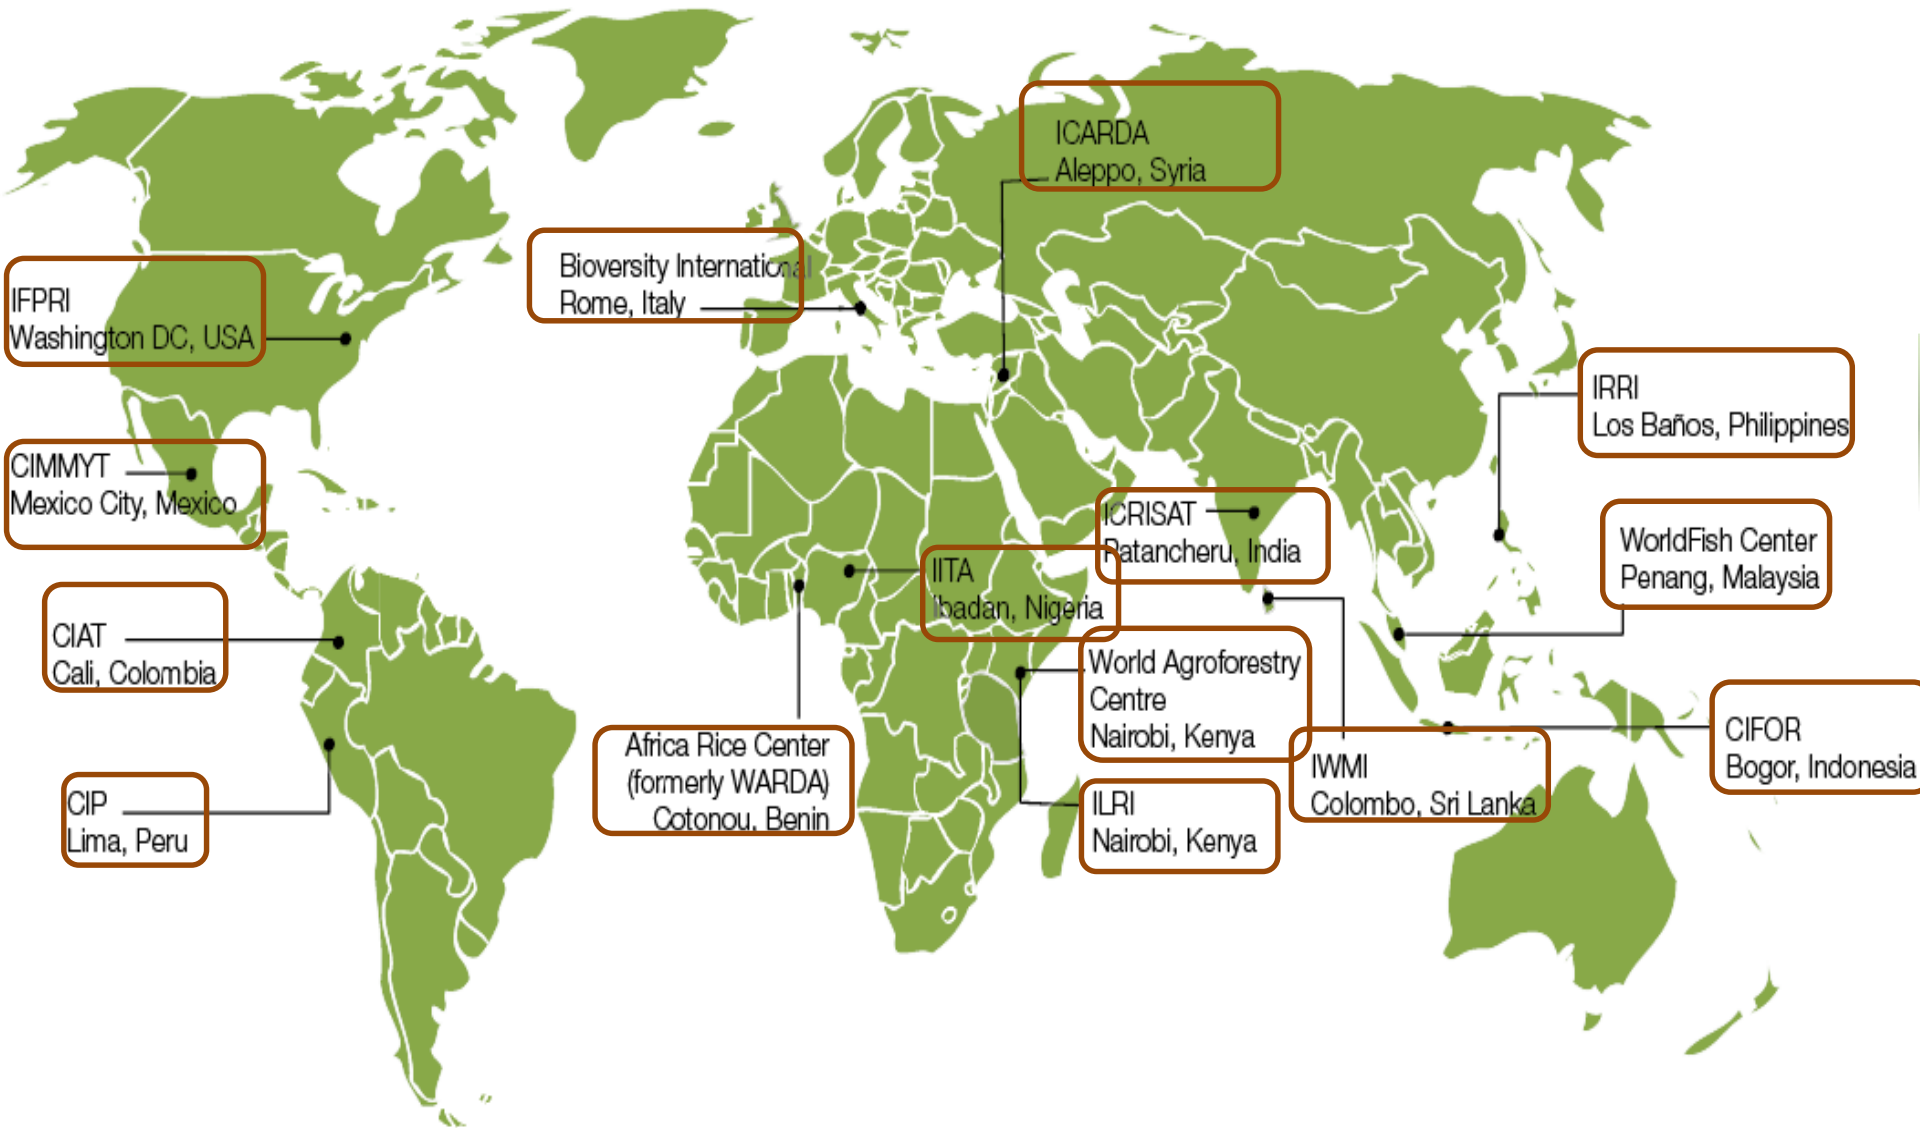 ICARDA
Aleppo, Syria
Bioversity International
Rome, Italy
IFPRI
Washington DC, USA
IRRI
Los Baños, Philippines
CIMMYT
Mexico City, Mexico
ICRISAT
Patancheru, India
WorldFish Center
Penang, Malaysia
IITA
Ibadan, Nigeria
CIAT
Cali, Colombia
World Agroforestry
Centre
Nairobi, Kenya
CIFOR
Bogor, Indonesia
Africa Rice Center
(formerly WARDA)
Cotonou, Benin
IWMI
Colombo, Sri Lanka
CIP
Lima, Peru
ILRI
Nairobi, Kenya